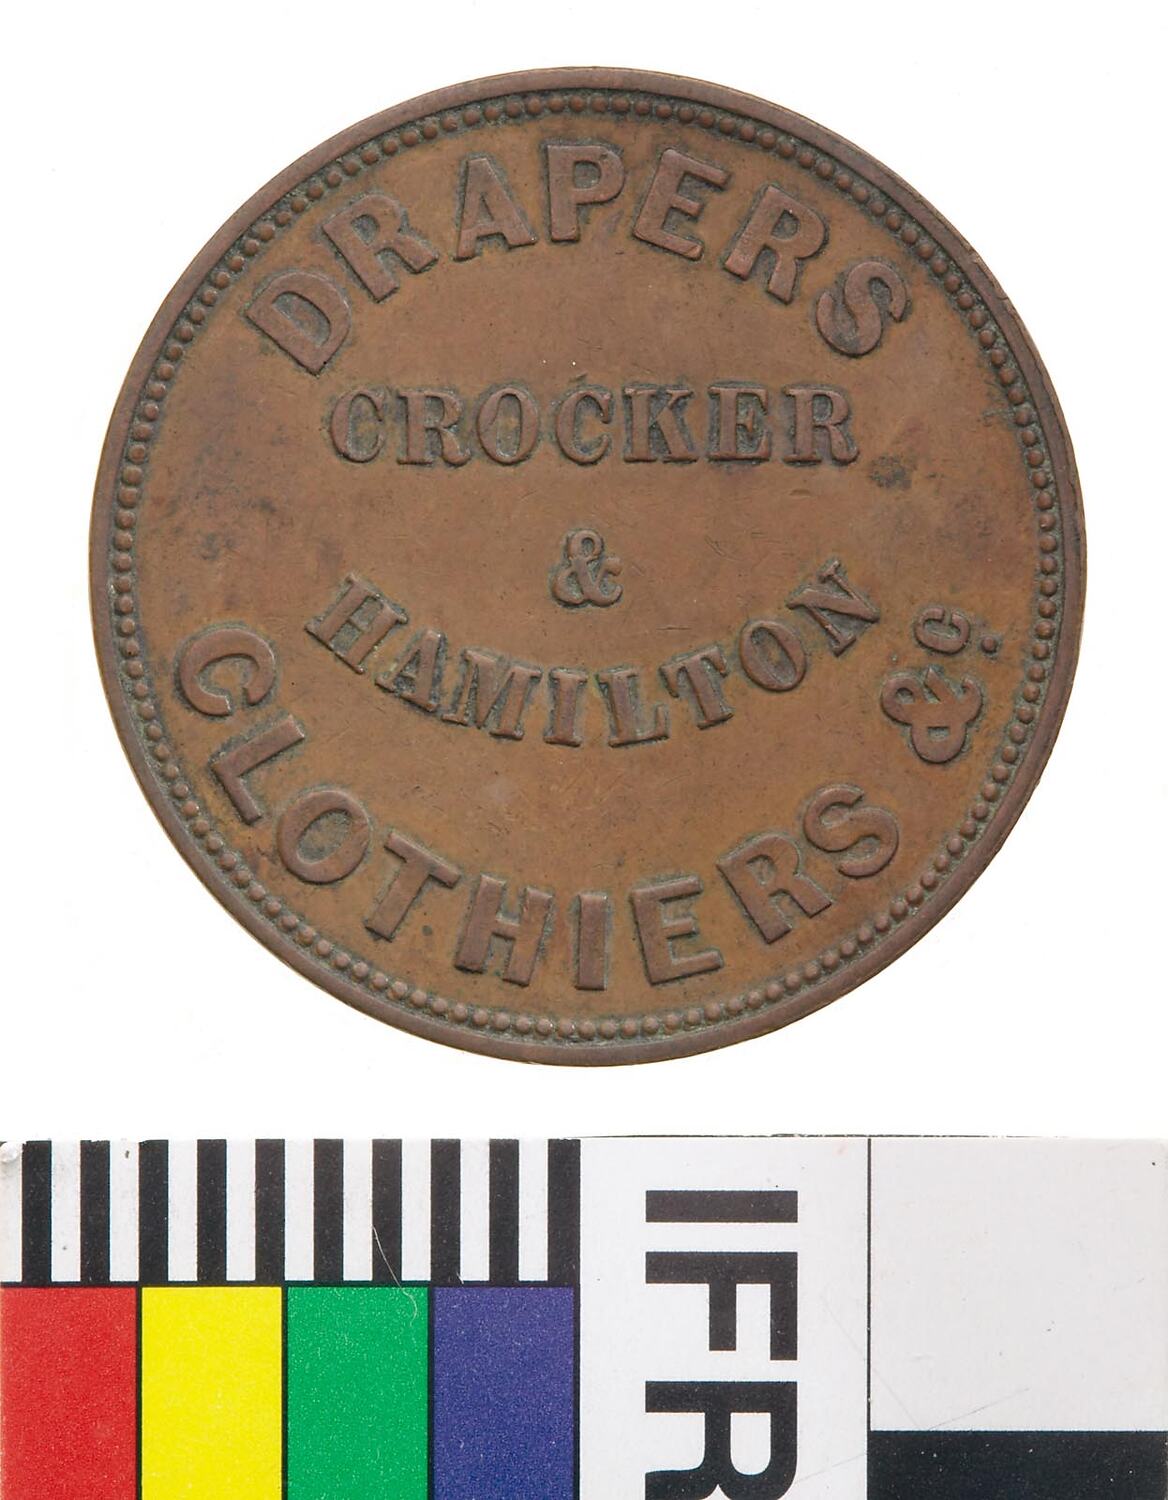 DRAPERS
CROCKER
&
HAMILTON
CLOTHIERS &c.
IFR